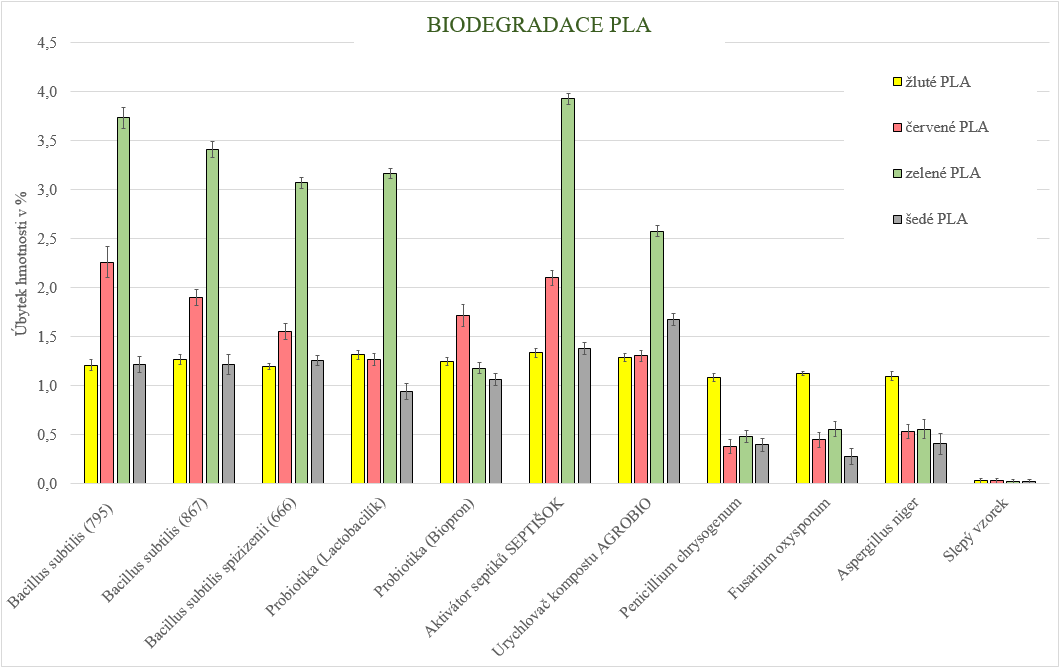 BIODEGRADACE PLA
Úbytek hmotnosti v %
4,5
4,0
3,5
3,0
2,5
2,0
1,5
1,0
0,5
0,0
žluté PLA
červené PLA
zelené PLA
šedé PLA
Bacillus subtilis (795)
Bacillus subtilis (867)
Bacillus subtilis spizizenii (666)
Probiotika (Lactobacilik)
Probiotika (Biopron)
Aktivátor septiků SEPTIŠOK
Urychlovač kompostu AGROBIO
Penicillium chrysogenum
Fusarium oxysporum
Aspergillus niger
Slepý vzorek